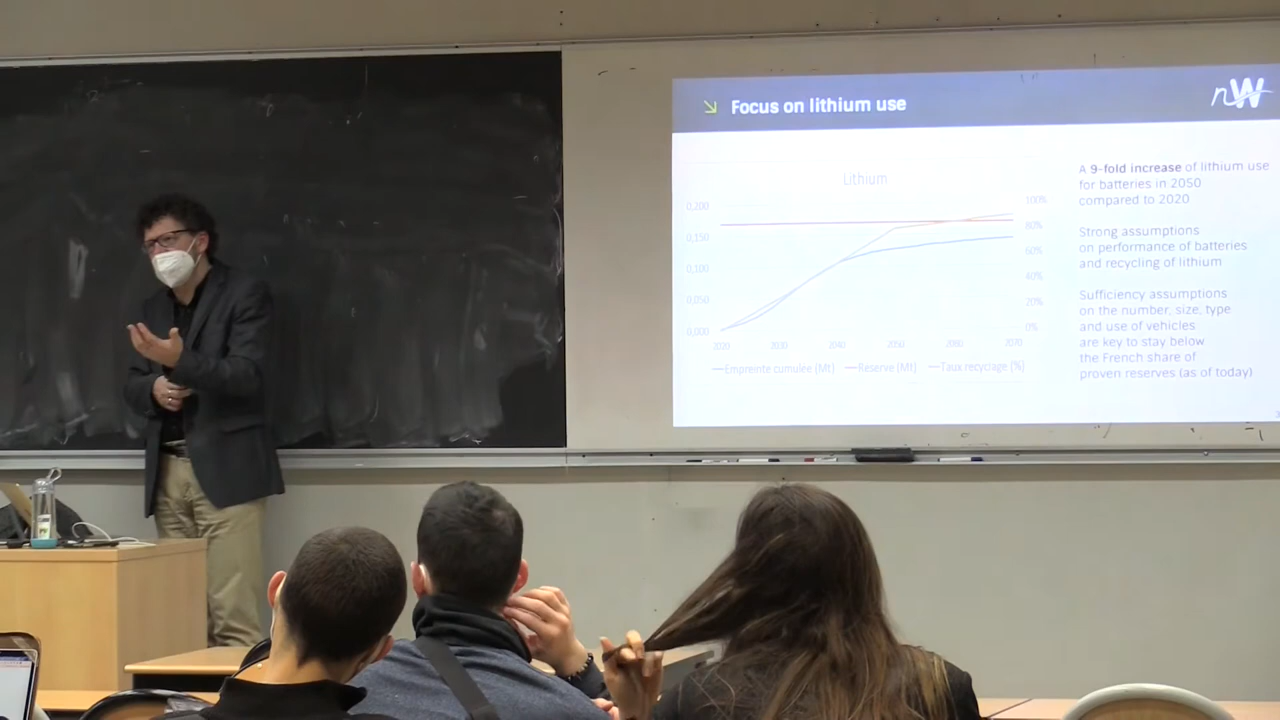 Focus on lithium use
nW
Lithium
0,200
0,150
0,100
0,050
0,000
100%
80%
60%
40%
20%
0%
2020 2030 2040 2050 2060 2070
Empreinte cumulée (Mt) Reserve (Mt) Taux recyclage (%)
A 9-fold increase of lithium use
for batteries in 2050
compared to 2020
Strong assumptions
on performance of batteries
and recycling of lithium
Sufficiency assumptions
on the number, size, type
and use of vehicles
are key to stay below
the French share of
proven reserves (as of today)